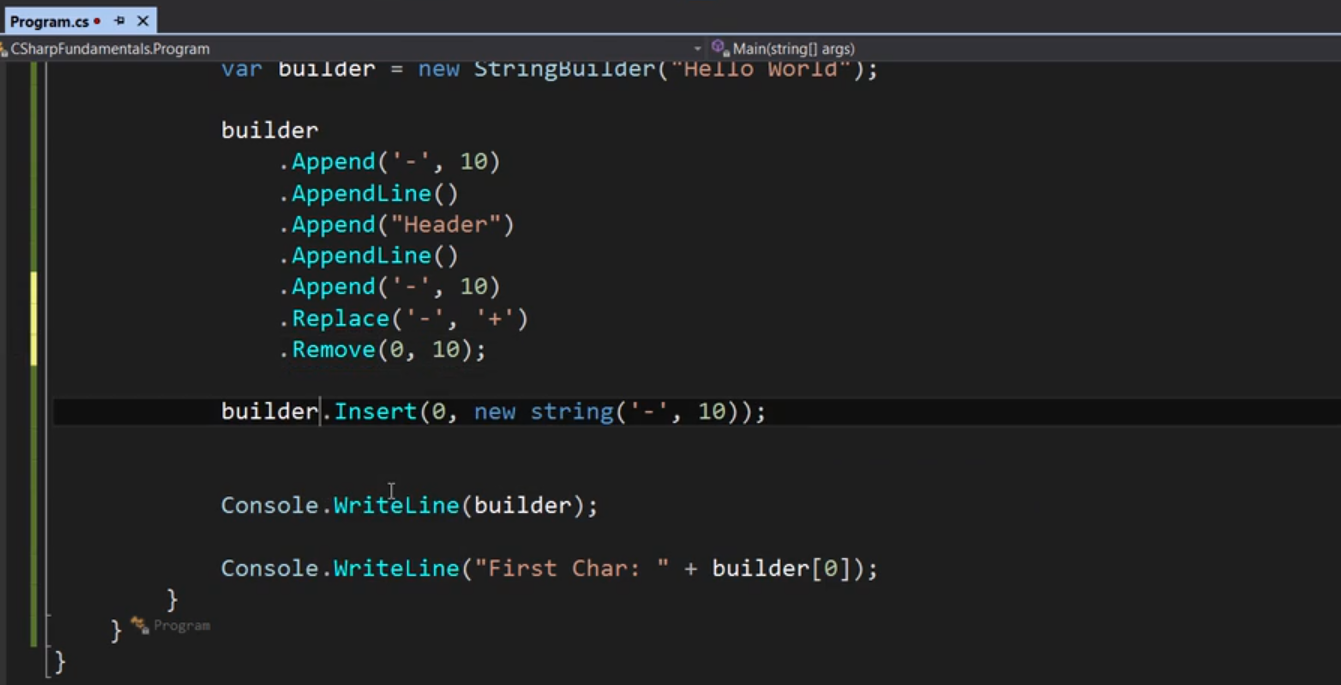 Program.cs
CSharpFundamentals.Program
Main(string[] args)
var builder = new StringBuilder("Hello World");
builder
.Append('-', 10)
.AppendLine()
.Append("Header")
.AppendLine()
.Append('-', 10)
.Replace('-', '+')
.Remove(0, 10);
builder.Insert(0, new string('-', 10));
Console.WriteLine(builder);
Console.WriteLine("First Char: " + builder[0]);
}
} Program
}